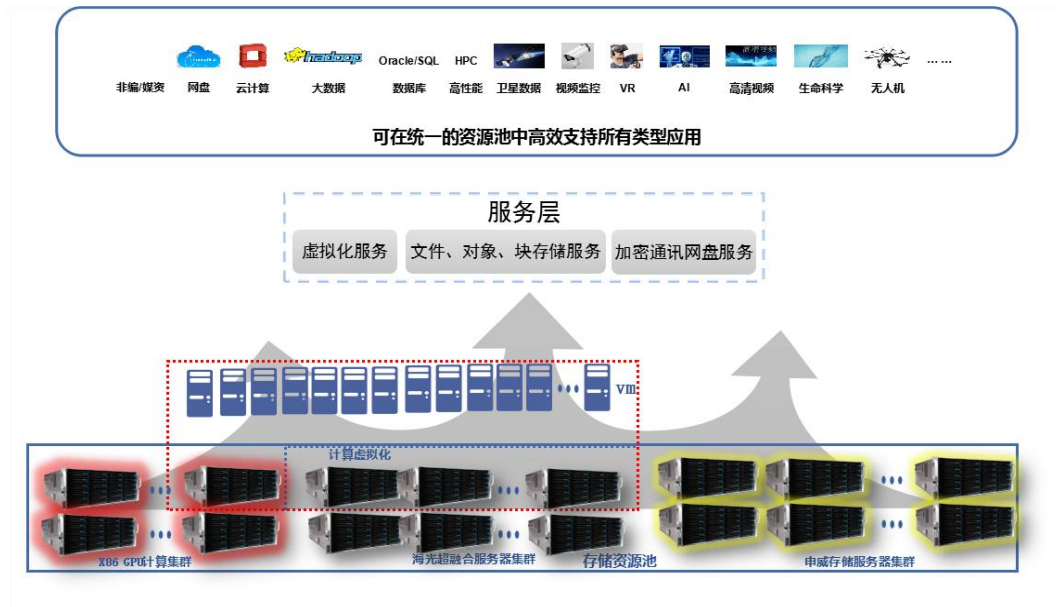 hadoop
Oracle/SQL
HPC
高清视频
... ...
非编/媒资
网盘
云计算
大数据
数据库
高性能
卫星数据
视频监控
VR
AI
高清视频
生命科学
无人机
可在统一的资源池中高效支持所有类型应用
服务层
虚拟化服务
文件、对象、块存储服务
加密通讯网盘服务
VM
计算虚拟化
X86 GPU计算集群
海光超融合服务器集群
存储资源池
申威存储服务器集群